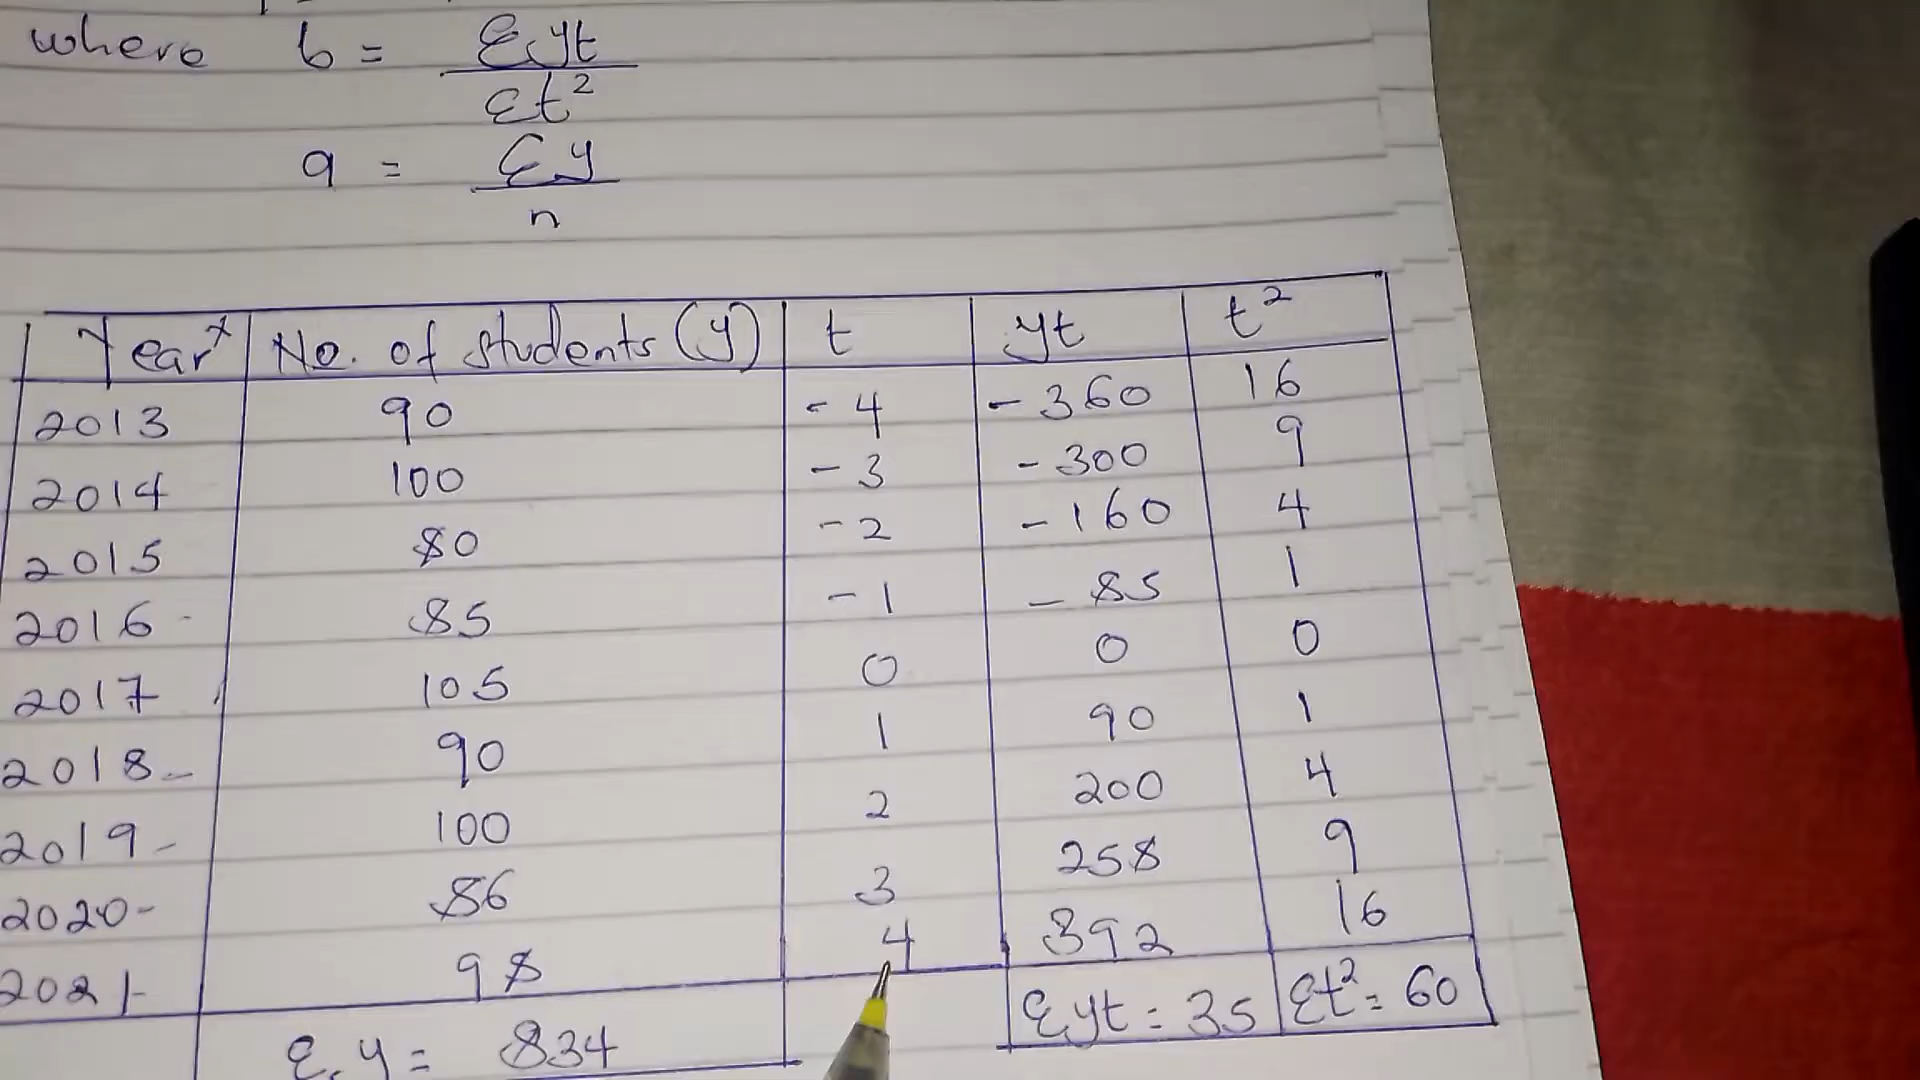 where b = Σyt
Σt²
a = Σy
n
Year x No. of students (y) t yt t²
2013 90 - 4 - 360 16
2014 100 - 3 - 300 9
2015 80 - 2 - 160 4
2016 - 85 - 1 - 85 1
2017 105 0 0 0
2018 - 90 1 90 1
2019 - 100 2 200 4
2020 - 86 3 258 9
2021 - 98 4 392 16
Σy = 834 Σyt = 35 Σt² = 60